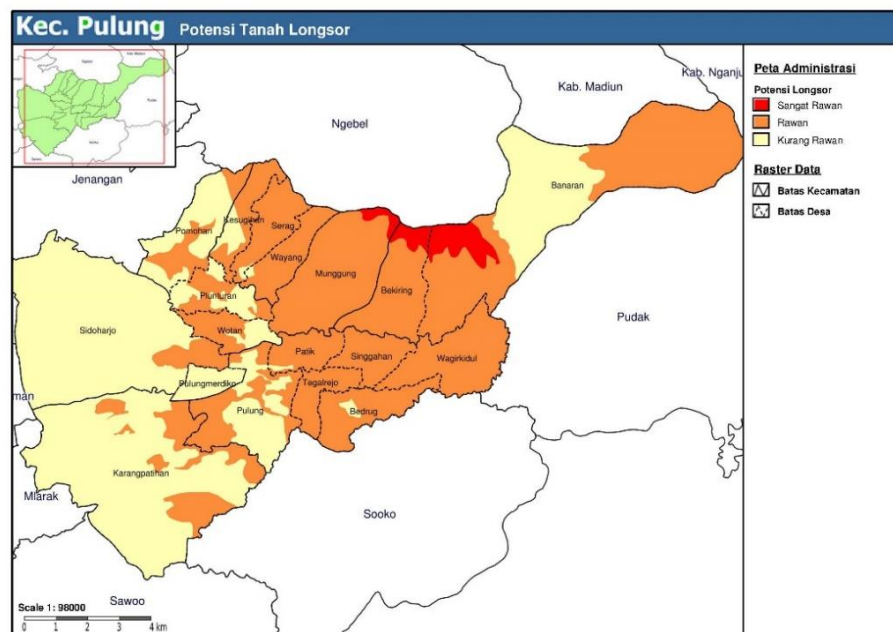 Kec. Pulung Potensi Tanah Longsor
Kab. Madiun
Kab. Nganju
Ngebel
Jenangan
Banaran
Kesugihan
Pomohan
Serag
Wayang
Munggung
Bekiring
Plunturan
Pudak
Sidoharjo
Wotan
Patik
Singgahan
Wagirkidul
Pulungmerdiko
Tegalrejo
man
Pulung
Bedrug
Karangpatihan
Mlarak
Sooko
Sawoo
Scale 1 : 98000
0 1 2 3 4 km
Peta Administrasi
Potensi Longsor
Sangat Rawan
Rawan
Kurang Rawan
Raster Data
Batas Kecamatan
Batas Desa